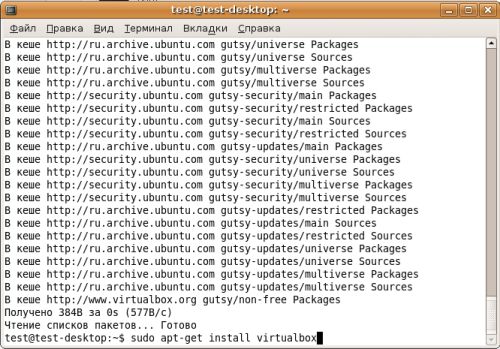 test@test-desktop: ~
Файл Правка Вид Терминал Вкладки Справка
В кеше http://ru.archive.ubuntu.com gutsy/universe Packages
В кеше http://ru.archive.ubuntu.com gutsy/universe Sources
В кеше http://ru.archive.ubuntu.com gutsy/multiverse Packages
В кеше http://ru.archive.ubuntu.com gutsy/multiverse Sources
В кеше http://security.ubuntu.com gutsy-security/main Packages
В кеше http://security.ubuntu.com gutsy-security/restricted Packages
В кеше http://security.ubuntu.com gutsy-security/main Sources
В кеше http://security.ubuntu.com gutsy-security/restricted Sources
В кеше http://ru.archive.ubuntu.com gutsy-updates/main Packages
В кеше http://security.ubuntu.com gutsy-security/universe Packages
В кеше http://security.ubuntu.com gutsy-security/universe Sources
В кеше http://security.ubuntu.com gutsy-security/multiverse Packages
В кеше http://security.ubuntu.com gutsy-security/multiverse Sources
В кеше http://ru.archive.ubuntu.com gutsy-updates/restricted Packages
В кеше http://ru.archive.ubuntu.com gutsy-updates/main Sources
В кеше http://ru.archive.ubuntu.com gutsy-updates/restricted Sources
В кеше http://ru.archive.ubuntu.com gutsy-updates/universe Packages
В кеше http://ru.archive.ubuntu.com gutsy-updates/universe Sources
В кеше http://ru.archive.ubuntu.com gutsy-updates/multiverse Packages
В кеше http://ru.archive.ubuntu.com gutsy-updates/multiverse Sources
В кеше http://www.virtualbox.org gutsy/non-free Packages
Получено 384B за 0s (577B/c)
Чтение списков пакетов... Готово
test@test-desktop:~$ sudo apt-get install virtualbox